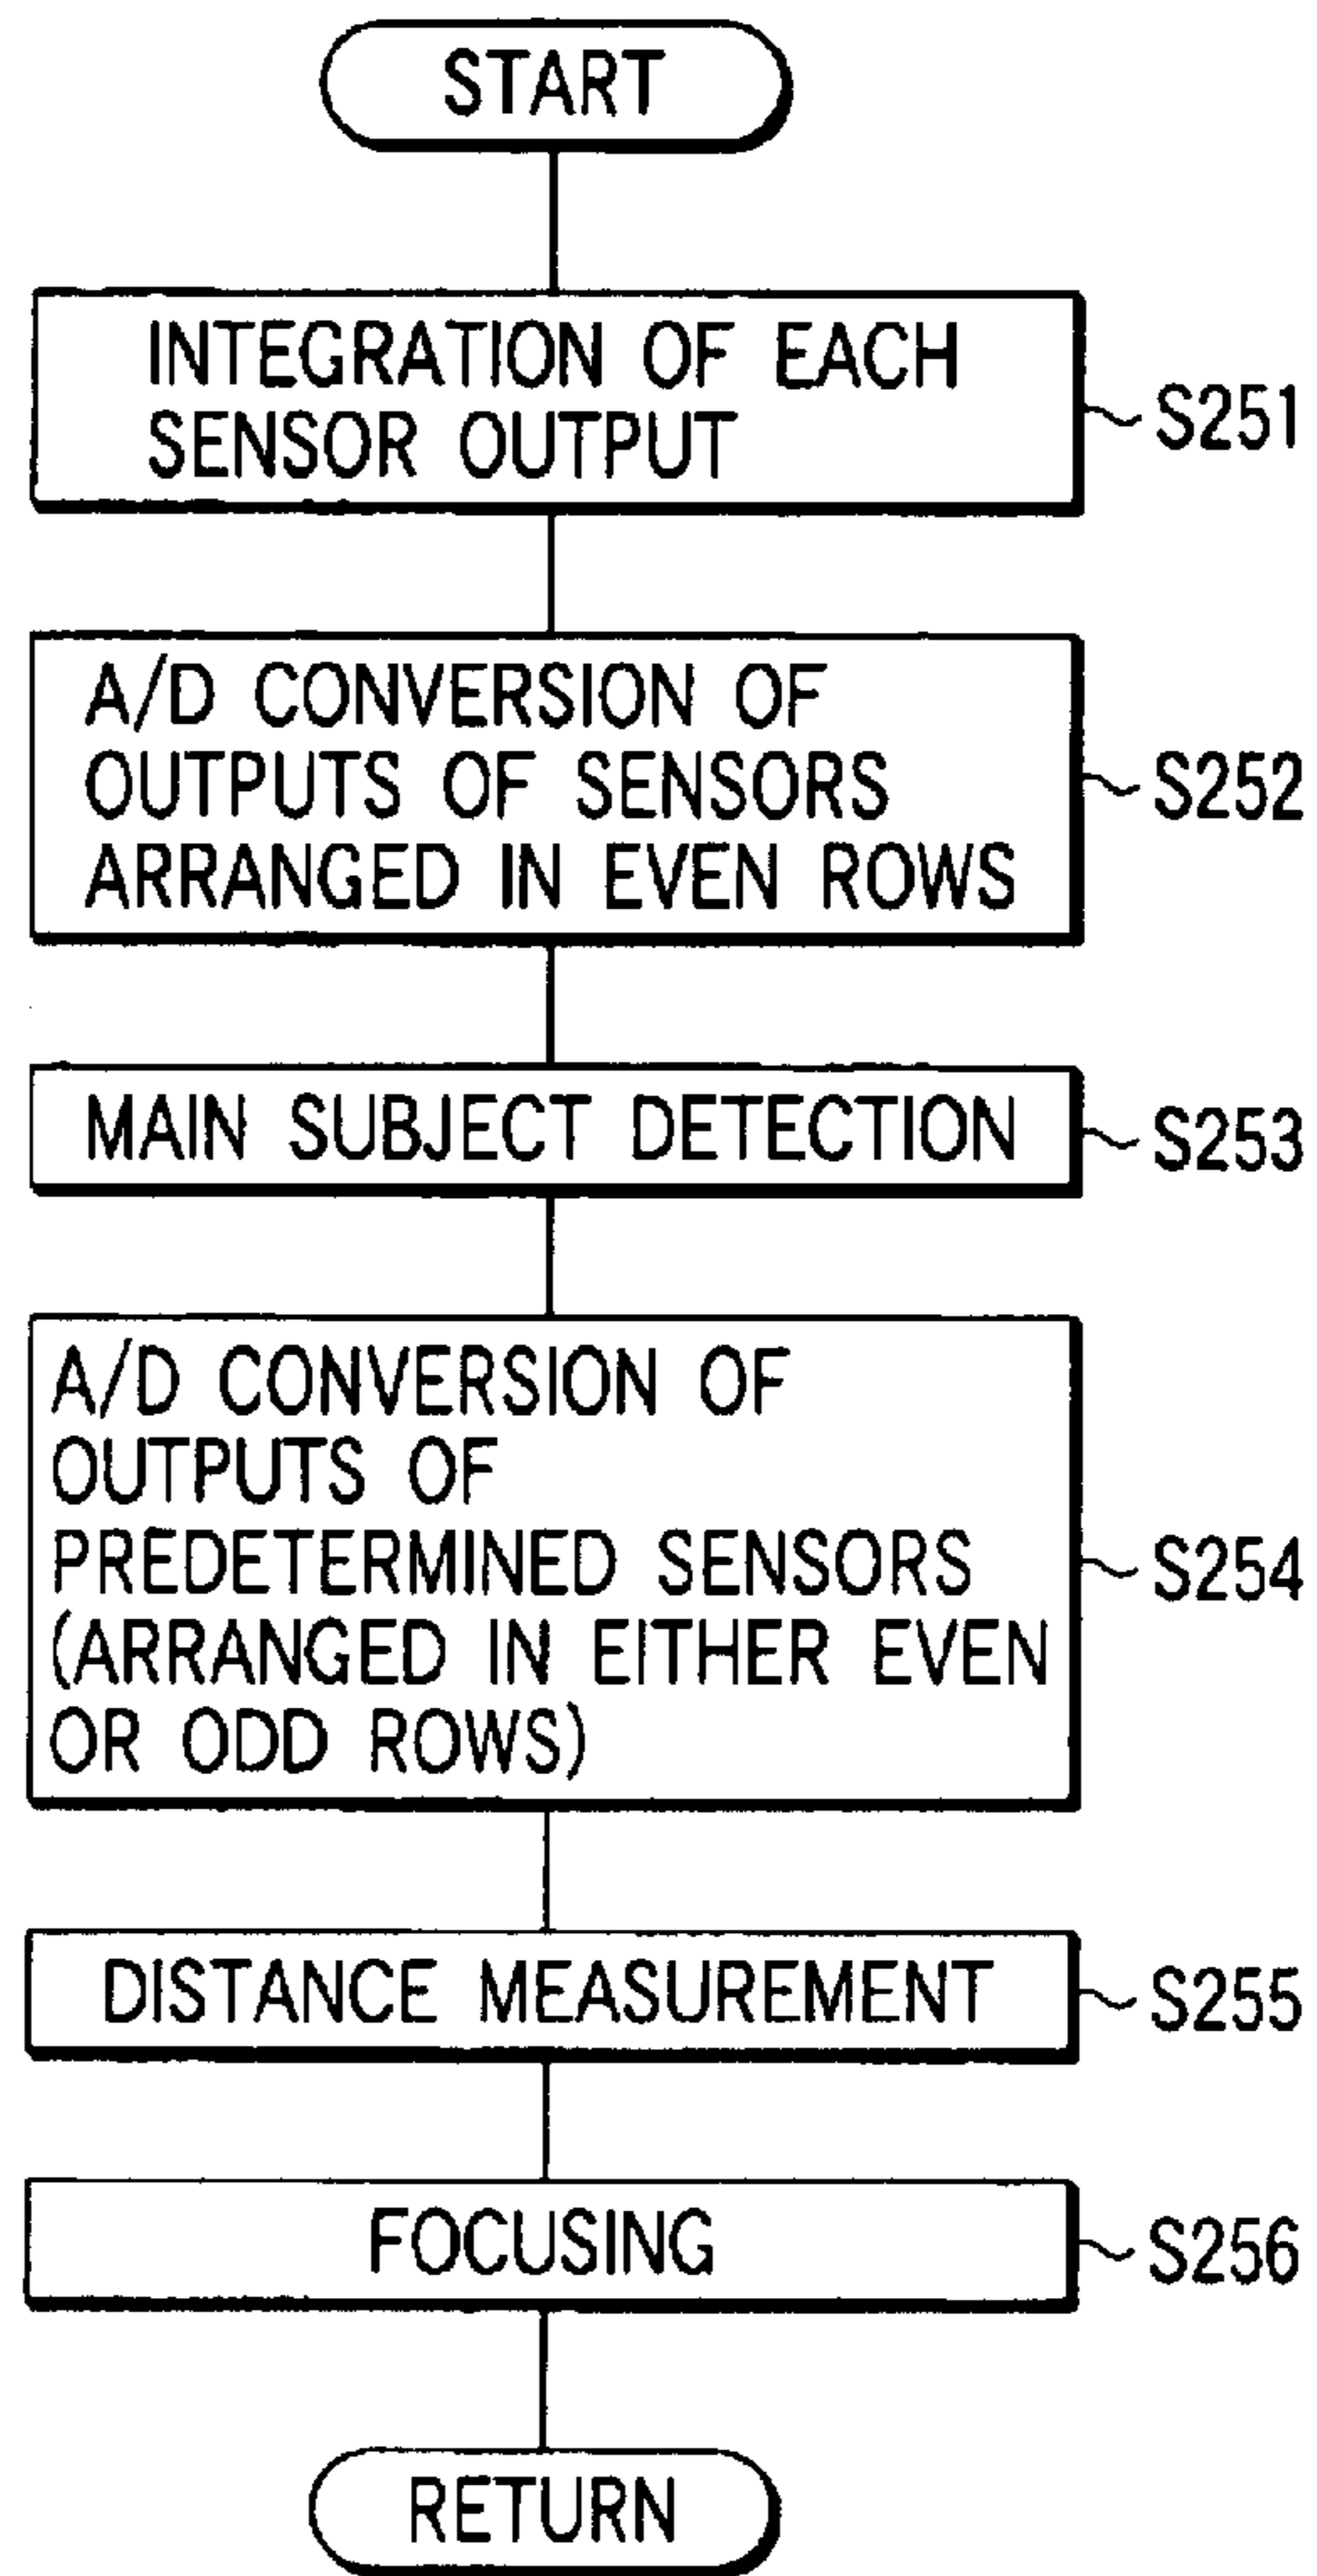 START
INTEGRATION OF EACH
SENSOR OUTPUT
S251
A/D CONVERSION OF
OUTPUTS OF SENSORS
ARRANGED IN EVEN ROWS
S252
MAIN SUBJECT DETECTION
S253
A/D CONVERSION OF
OUTPUTS OF
PREDETERMINED SENSORS
(ARRANGED IN EITHER EVEN
OR ODD ROWS)
S254
DISTANCE MEASUREMENT
S255
FOCUSING
S256
RETURN